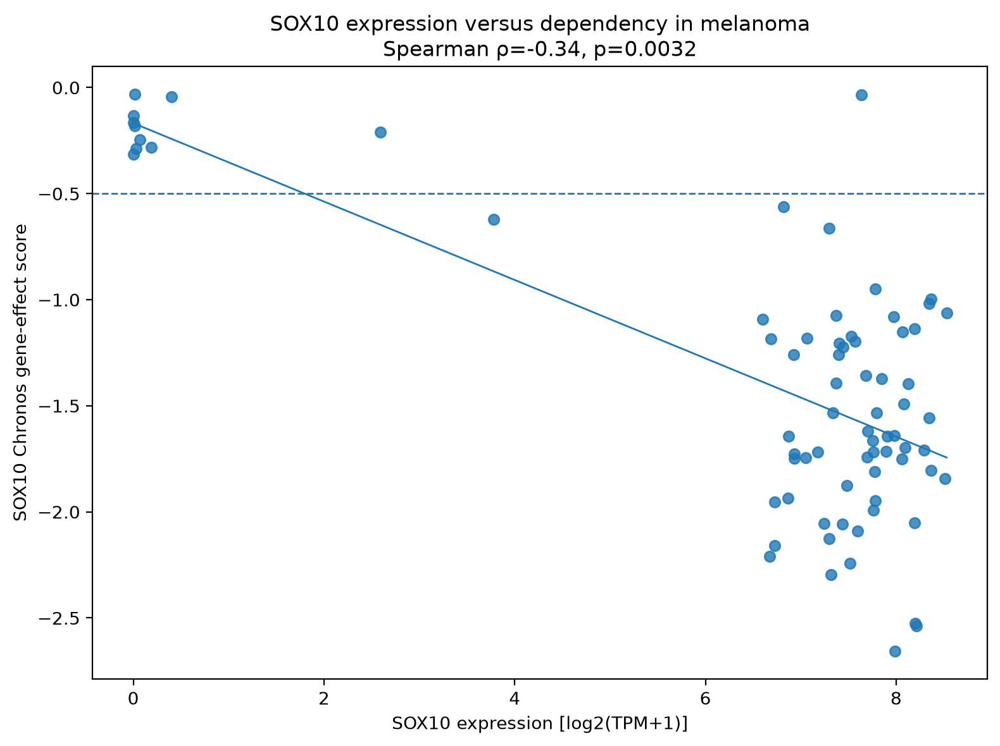 SOX10 expression versus dependency in melanoma
Spearman ρ=-0.34, p=0.0032
0.0
−0.5
−1.0
−1.5
−2.0
−2.5
SOX10 Chronos gene-effect score
0 2 4 6 8
SOX10 expression [log2(TPM+1)]